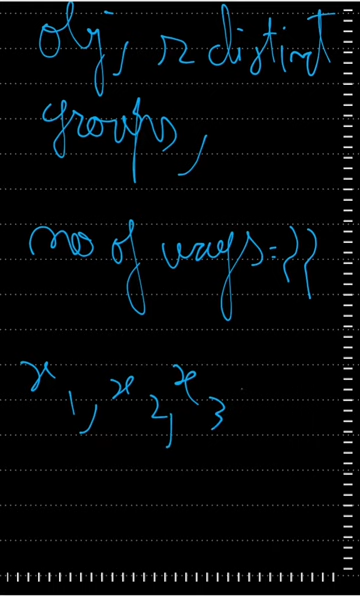 obj, r distinct
groups,
no of ways = ??
x1, x2, x3